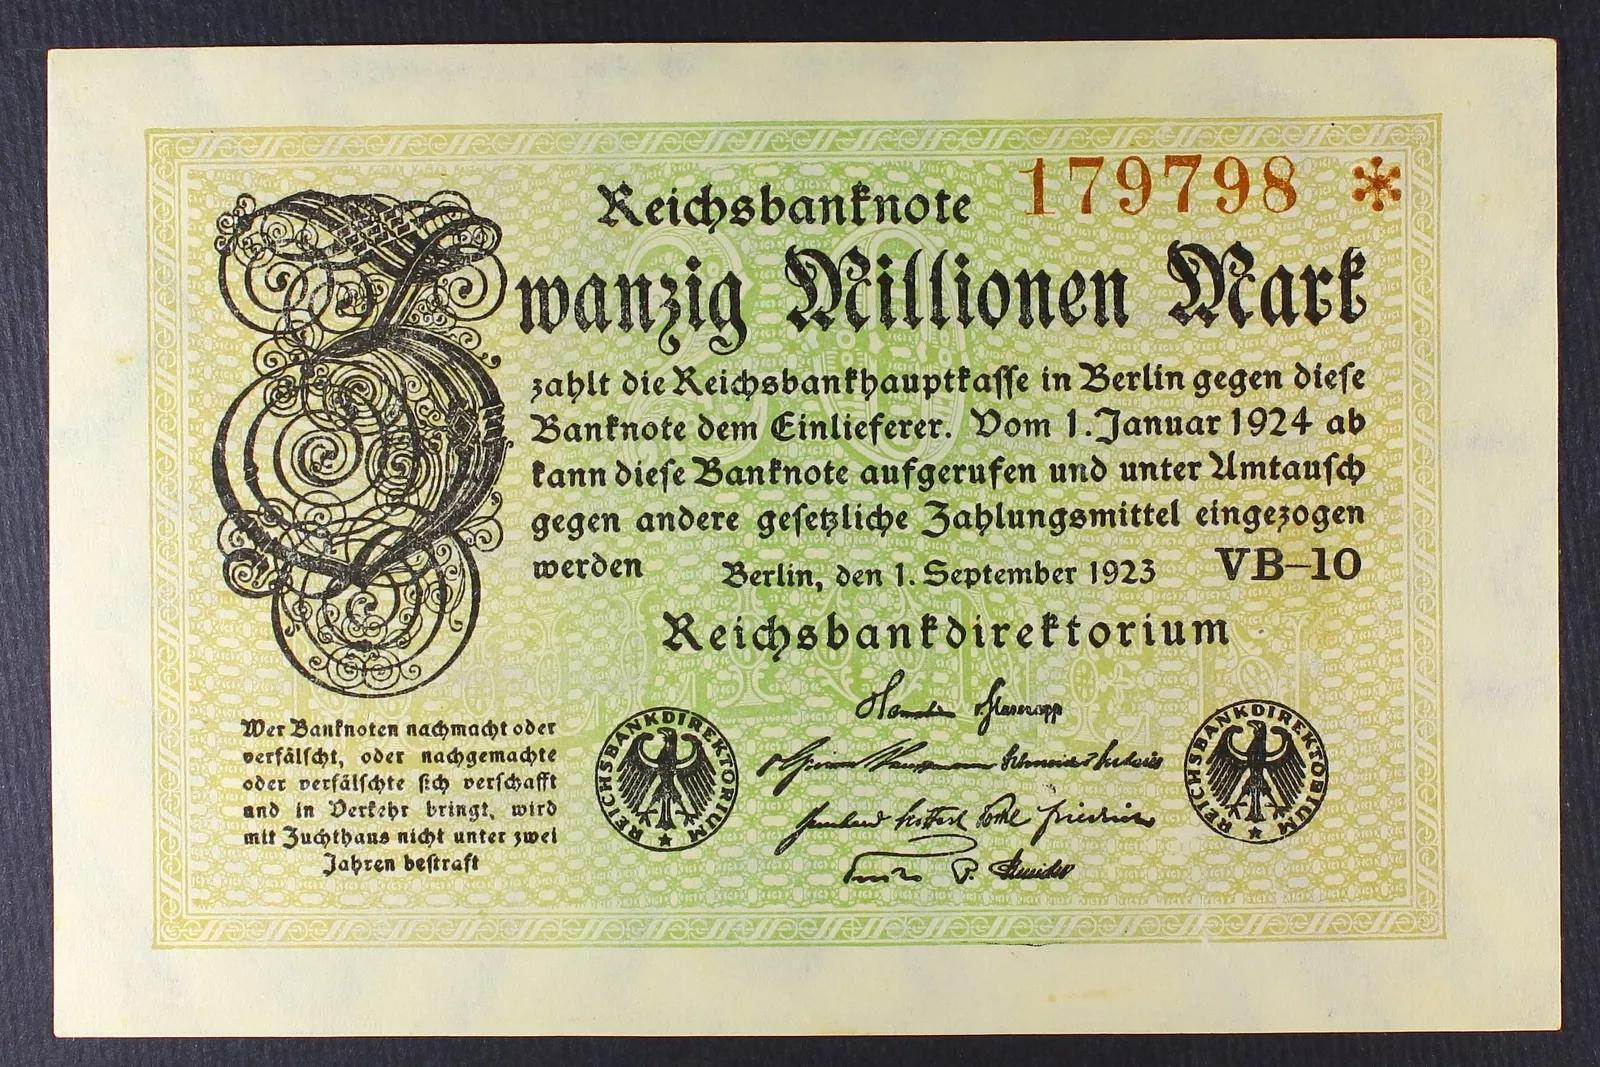 179798 *
Reichsbanknote
Zwanzig Millionen Mark
zahlt die Reichsbankhauptkasse in Berlin gegen diese
Banknote dem Einlieferer. Vom 1. Januar 1924 ab
kann diese Banknote aufgerufen und unter Umtausch
gegen andere gesetzliche Zahlungsmittel eingezogen
werden
Berlin, den 1. September 1923
VB–10
Reichsbankdirektorium
Wer Banknoten nachmacht oder
verfälscht, oder nachgemachte
oder verfälschte sich verschafft
und in Verkehr bringt, wird
mit Zuchthaus nicht unter zwei
Jahren bestraft
REICHSBANKDIREKTORIUM
REICHSBANKDIREKTORIUM
20